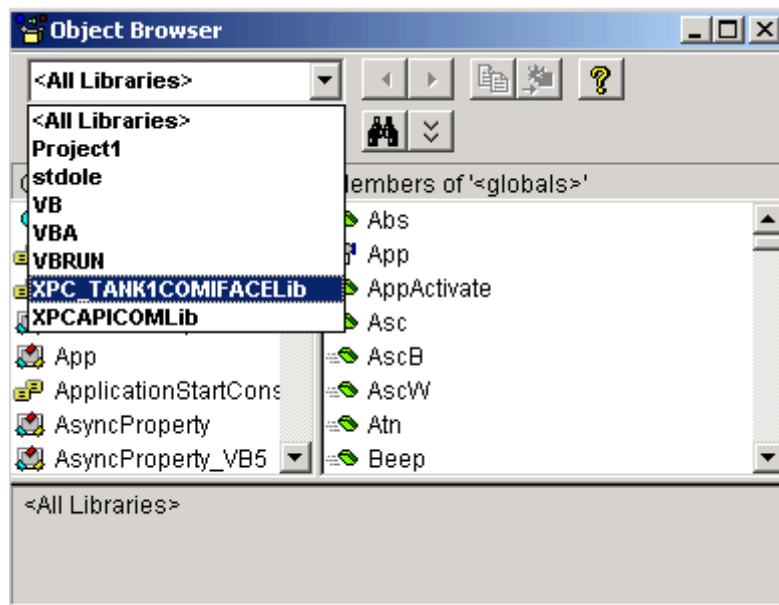 Object Browser
<All Libraries>
<All Libraries>
Project1
stdole
VB
VBA
VBRUN
XPC_TANK1COMIFACELib
XPCAPICOMLib
Members of '<globals>'
Abs
App
AppActivate
Asc
App
AscB
ApplicationStartCons
AscW
AsyncProperty
Atn
AsyncProperty_VB5
Beep
<All Libraries>